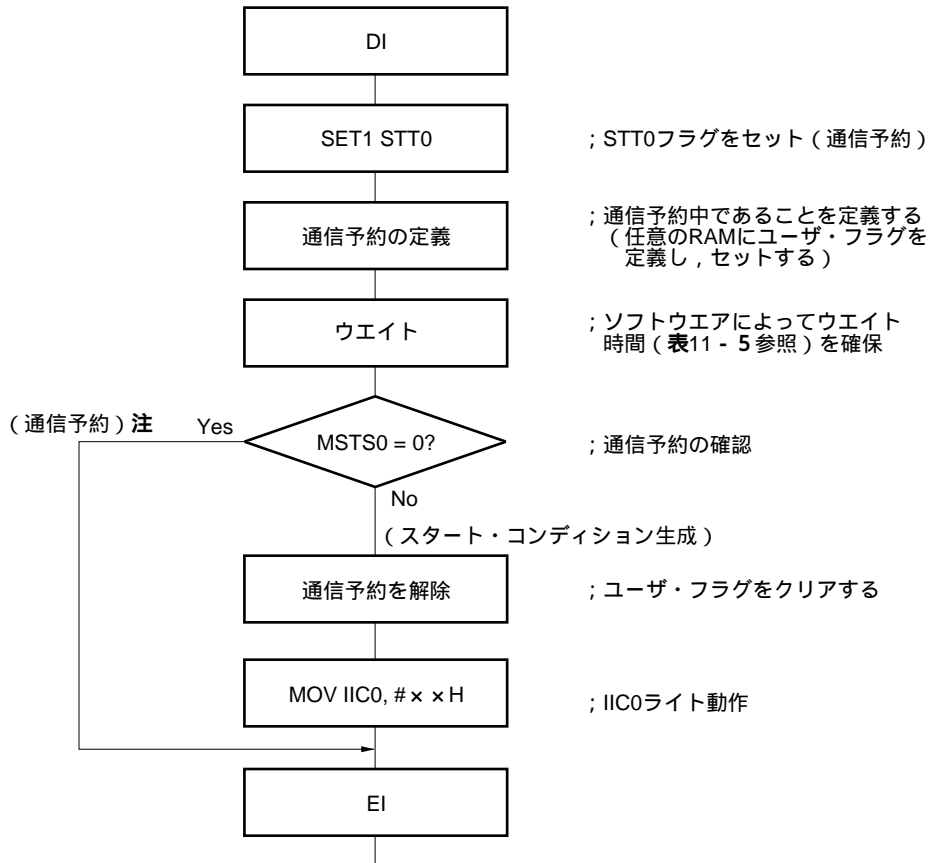 DI
SET1 STT0
;STT0フラグをセット(通信予約)
通信予約の定義
;通信予約中であることを定義する
(任意のRAMにユーザ・フラグを
定義し,セットする)
ウエイト
;ソフトウエアによってウエイト
時間(表11-5参照)を確保
(通信予約)注
Yes
MSTS0 = 0?
;通信予約の確認
No
(スタート・コンディション生成)
通信予約を解除
;ユーザ・フラグをクリアする
MOV IIC0, #××H
;IIC0ライト動作
EI